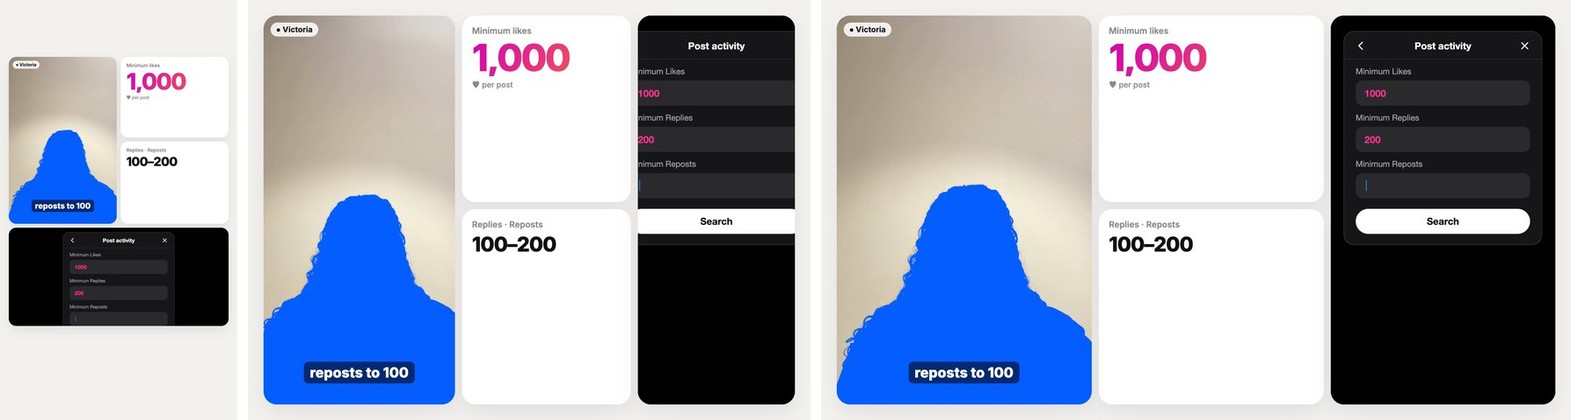 • Victoria
reposts to 100
Minimum likes
1,000
♥ per post
Replies · Reposts
100–200
Post activity
Minimum Likes
1000
Minimum Replies
200
Minimum Reposts
• Victoria
reposts to 100
Minimum likes
1,000
♥ per post
Replies · Reposts
100–200
Post activity
nimum Likes
1000
nimum Replies
200
nimum Reposts
Search
• Victoria
reposts to 100
Minimum likes
1,000
♥ per post
Replies · Reposts
100–200
Post activity
Minimum Likes
1000
Minimum Replies
200
Minimum Reposts
Search